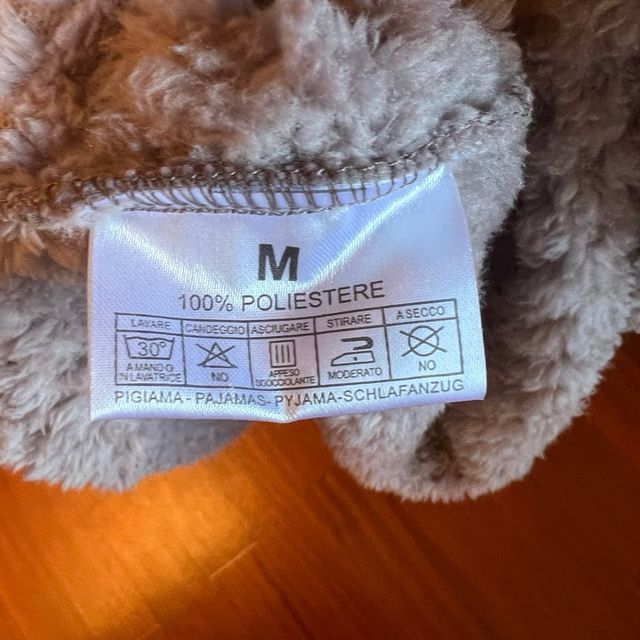 M
100% POLIESTERE
LAVARE CANDEGGIO ASCIUGARE STIRARE A SECCO
30°
A MANO O IN LAVATRICE NO APPESO SGOCCIOLANTE MODERATO NO
PIGIAMA-PAJAMAS-PYJAMA-SCHLAFANZUG